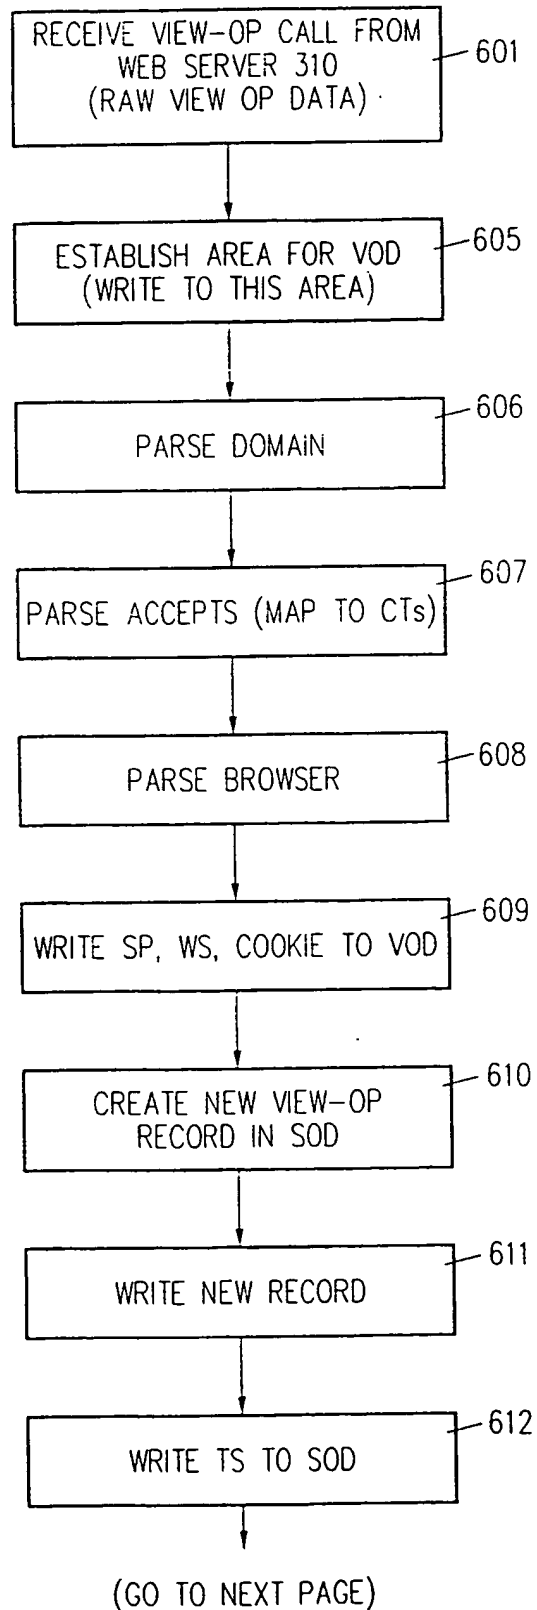 RECEIVE VIEW-OP CALL FROM
WEB SERVER 310
(RAW VIEW OP DATA)
601
ESTABLISH AREA FOR VOD
(WRITE TO THIS AREA)
605
PARSE DOMAIN
606
PARSE ACCEPTS (MAP TO CTs)
607
PARSE BROWSER
608
WRITE SP, WS, COOKIE TO VOD
609
CREATE NEW VIEW-OP
RECORD IN SOD
610
WRITE NEW RECORD
611
WRITE TS TO SOD
612
(GO TO NEXT PAGE)